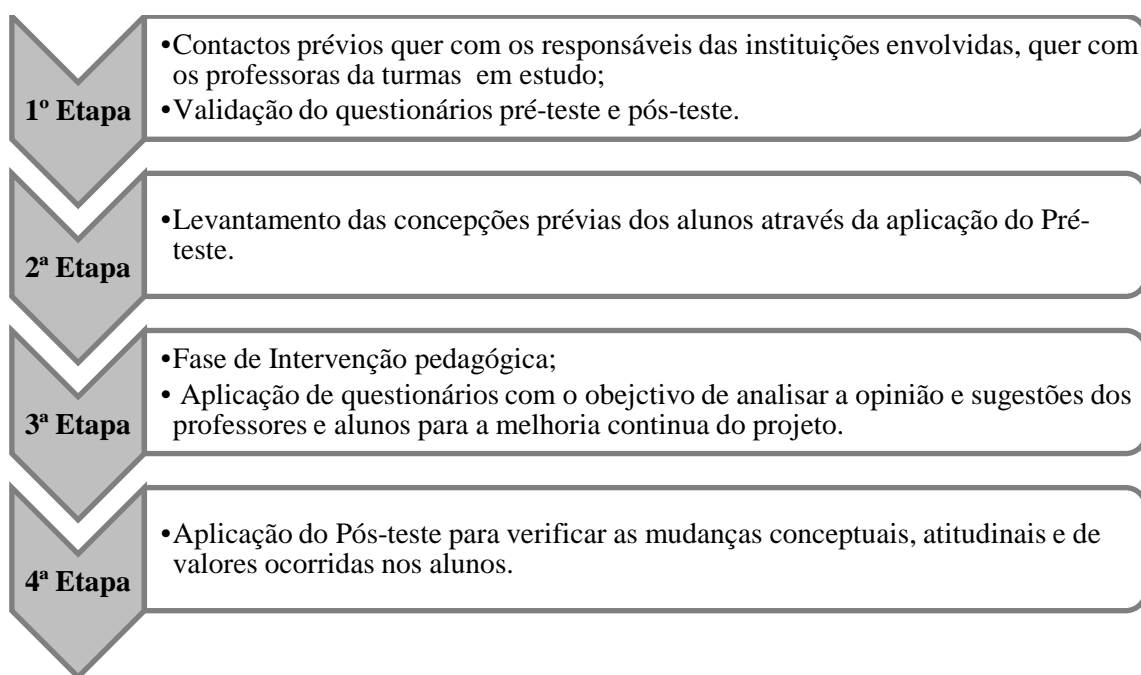 1º Etapa
•Contactos prévios quer com os responsáveis das instituições envolvidas, quer com
os professoras da turmas em estudo;
•Validação do questionários pré-teste e pós-teste.
2ª Etapa
•Levantamento das concepções prévias dos alunos através da aplicação do Pré-
teste.
3ª Etapa
•Fase de Intervenção pedagógica;
• Aplicação de questionários com o obejctivo de analisar a opinião e sugestões dos
professores e alunos para a melhoria continua do projeto.
4ª Etapa
•Aplicação do Pós-teste para verificar as mudanças conceptuais, atitudinais e de
valores ocorridas nos alunos.